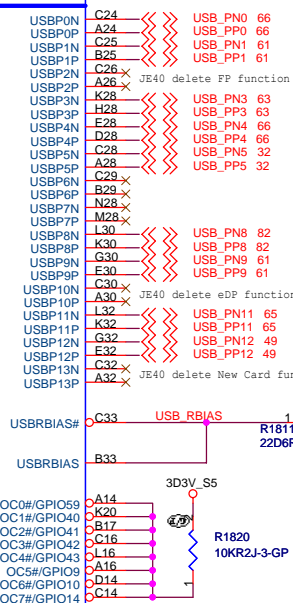 USBP0N C24 USB_PN0 66
USBP0P A24 USB_PP0 66
USBP1N C25 USB_PN1 61
USBP1P B25 USB_PP1 61
USBP2N C26
USBP2P A26 JE40 delete FP function
USBP3N K28 USB_PN3 63
USBP3P H28 USB_PP3 63
USBP4N E28 USB_PN4 66
USBP4P D28 USB_PP4 66
USBP5N C28 USB_PN5 32
USBP5P A28 USB_PP5 32
USBP6N C29
USBP6P B29
USBP7N N28
USBP7P M28
USBP8N L30 USB_PN8 82
USBP8P K30 USB_PP8 82
USBP9N G30 USB_PN9 61
USBP9P E30 USB_PP9 61
USBP10N C30
USBP10P A30 JE40 delete eDP function
USBP11N L32 USB_PN11 65
USBP11P K32 USB_PP11 65
USBP12N G32 USB_PN12 49
USBP12P E32 USB_PP12 49
USBP13N C32
USBP13P A32 JE40 delete New Card fun
USBRBIAS# C33 USB_RBIAS 1
R1811
22D6R
USBRBIAS B33
3D3V_S5
OC0#/GPIO59 A14
OC1#/GPIO40 K20
OC2#/GPIO41 B17
OC3#/GPIO42 C16
OC4#/GPIO43 L16
OC5#/GPIO9 A16
OC6#/GPIO10 D14
OC7#/GPIO14 C14
R1820
10KR2J-3-GP
1